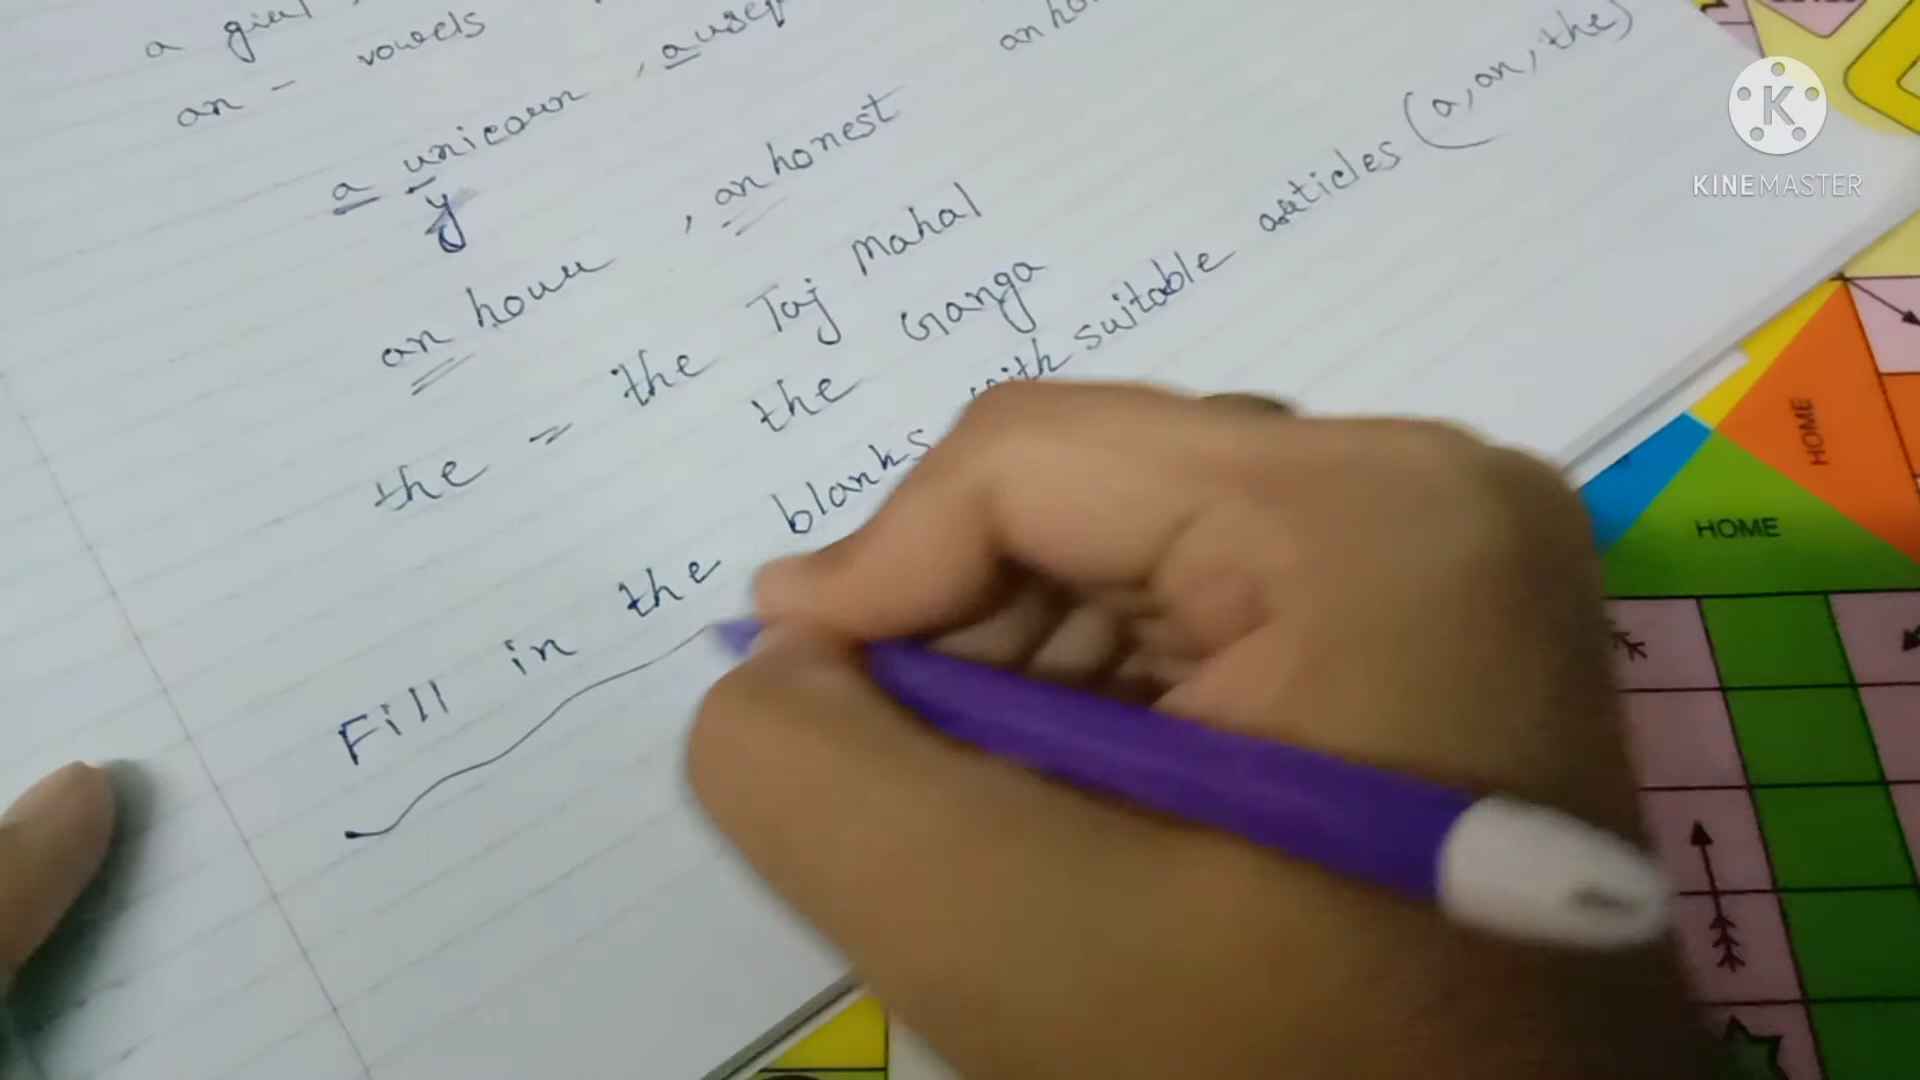 a girl
an - vowels
a unicorn, a
y
an hour, an honest
the = the Taj Mahal
the Ganga
Fill in the blanks with suitable articles (a, an, the)
K
KINEMASTER
HOME
HOME